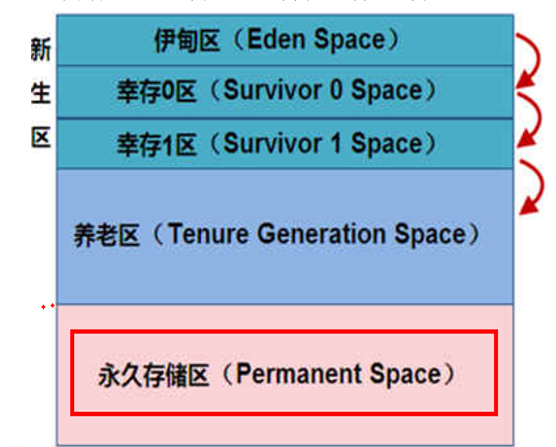 新生区
伊甸区（Eden Space）
幸存0区（Survivor 0 Space）
幸存1区（Survivor 1 Space）
养老区（Tenure Generation Space）
永久存储区（Permanent Space）